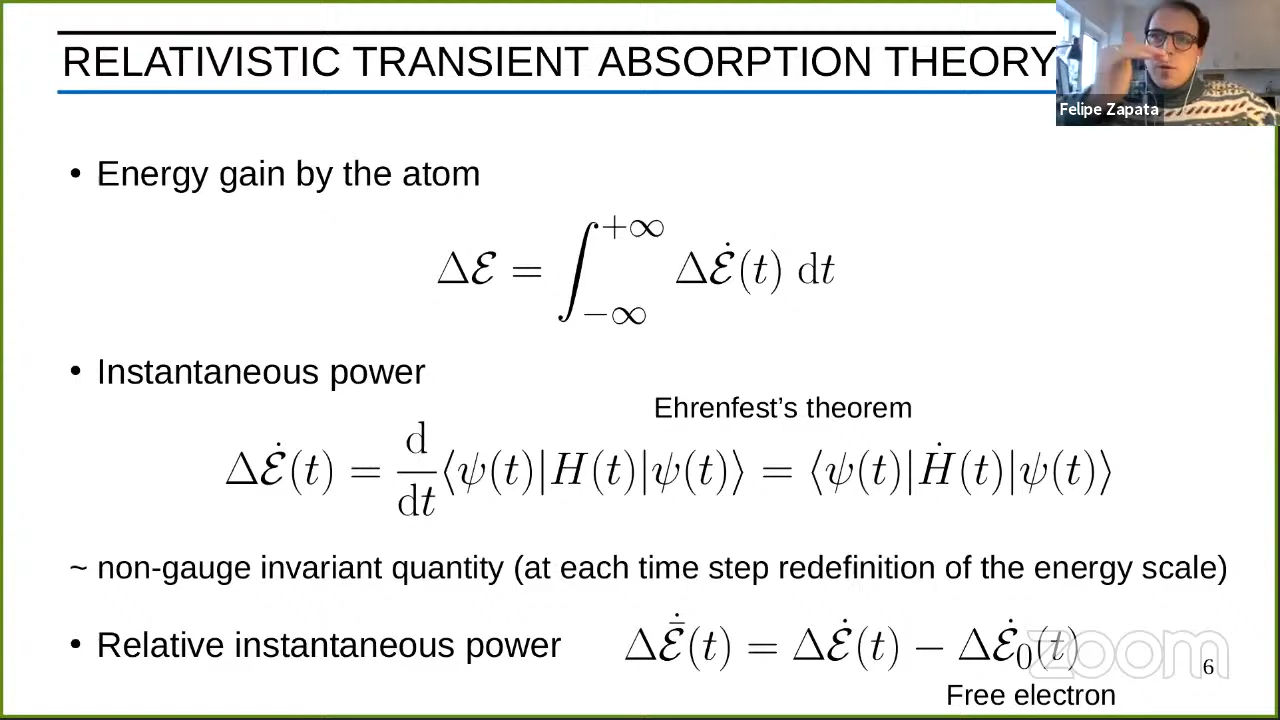 RELATIVISTIC TRANSIENT ABSORPTION THEORY
Felipe Zapata
• Energy gain by the atom
Δℰ = ∫_{−∞}^{+∞} Δℰ̇(t) dt
• Instantaneous power
Ehrenfest’s theorem
Δℰ̇(t) = d/dt ⟨ψ(t)|H(t)|ψ(t)⟩ = ⟨ψ(t)|Ḣ(t)|ψ(t)⟩
~ non-gauge invariant quantity (at each time step redefinition of the energy scale)
• Relative instantaneous power Δℰ̄̇(t) = Δℰ̇(t) − Δℰ̇₀(t)
zoom
6
Free electron